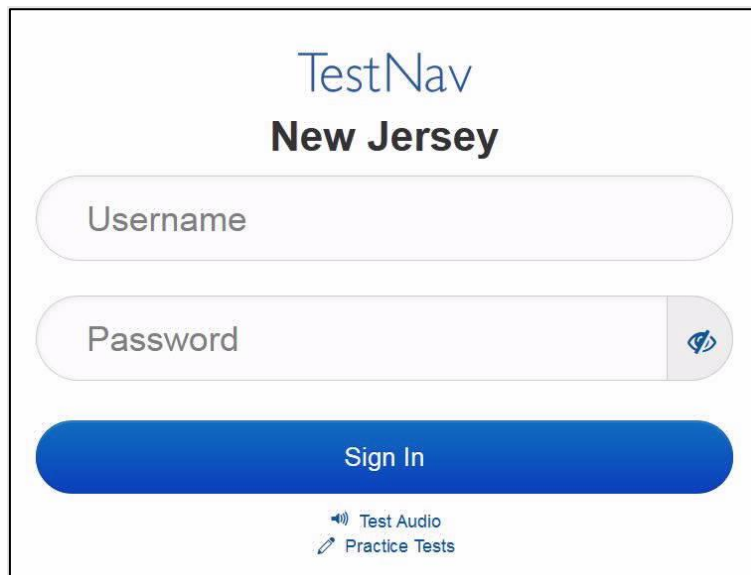 TestNav
New Jersey
Username
Password
Sign In
Test Audio
Practice Tests